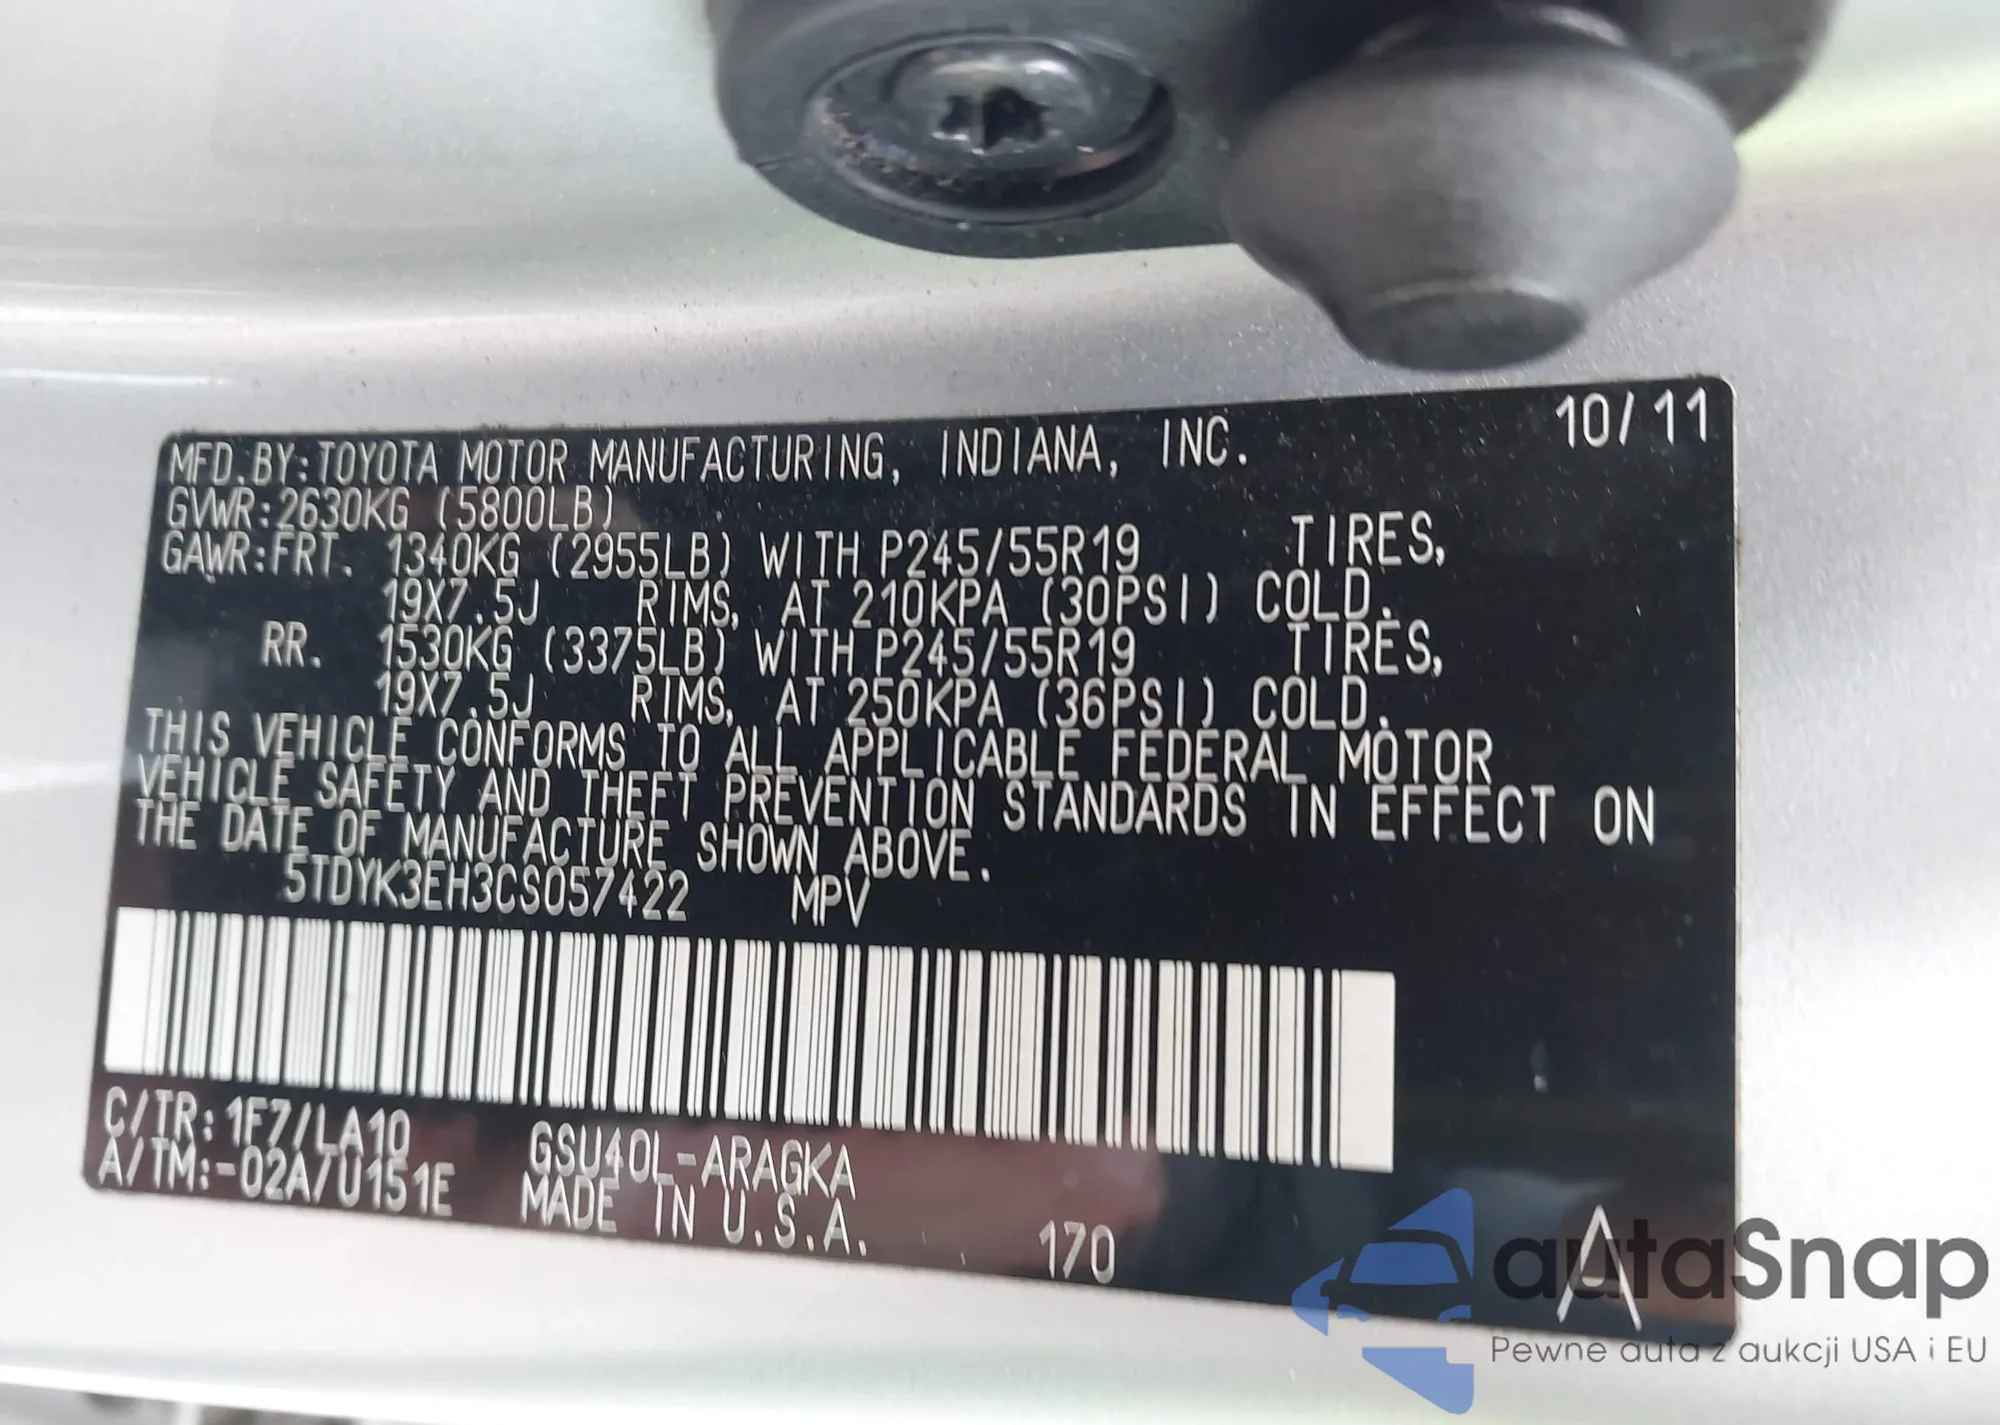 10/11
MFD.BY:TOYOTA MOTOR MANUFACTURING, INDIANA, INC.
GVWR:2630KG (5800LB)
GAWR:FRT. 1340KG (2955LB) WITH P245/55R19 TIRES,
19X7.5J RIMS, AT 210KPA (30PSI) COLD.
RR. 1530KG (3375LB) WITH P245/55R19 TIRES,
19X7.5J RIMS, AT 250KPA (36PSI) COLD.
THIS VEHICLE CONFORMS TO ALL APPLICABLE FEDERAL MOTOR
VEHICLE SAFETY AND THEFT PREVENTION STANDARDS IN EFFECT ON
THE DATE OF MANUFACTURE SHOWN ABOVE.
5TDYK3EH3CS057422 MPV
C/TR:1F7/LA10 GSU40L-ARAGKA
A/TM:-02A/U151E MADE IN U.S.A. 170 A
autaSnap
Pewne auta z aukcji USA i EU